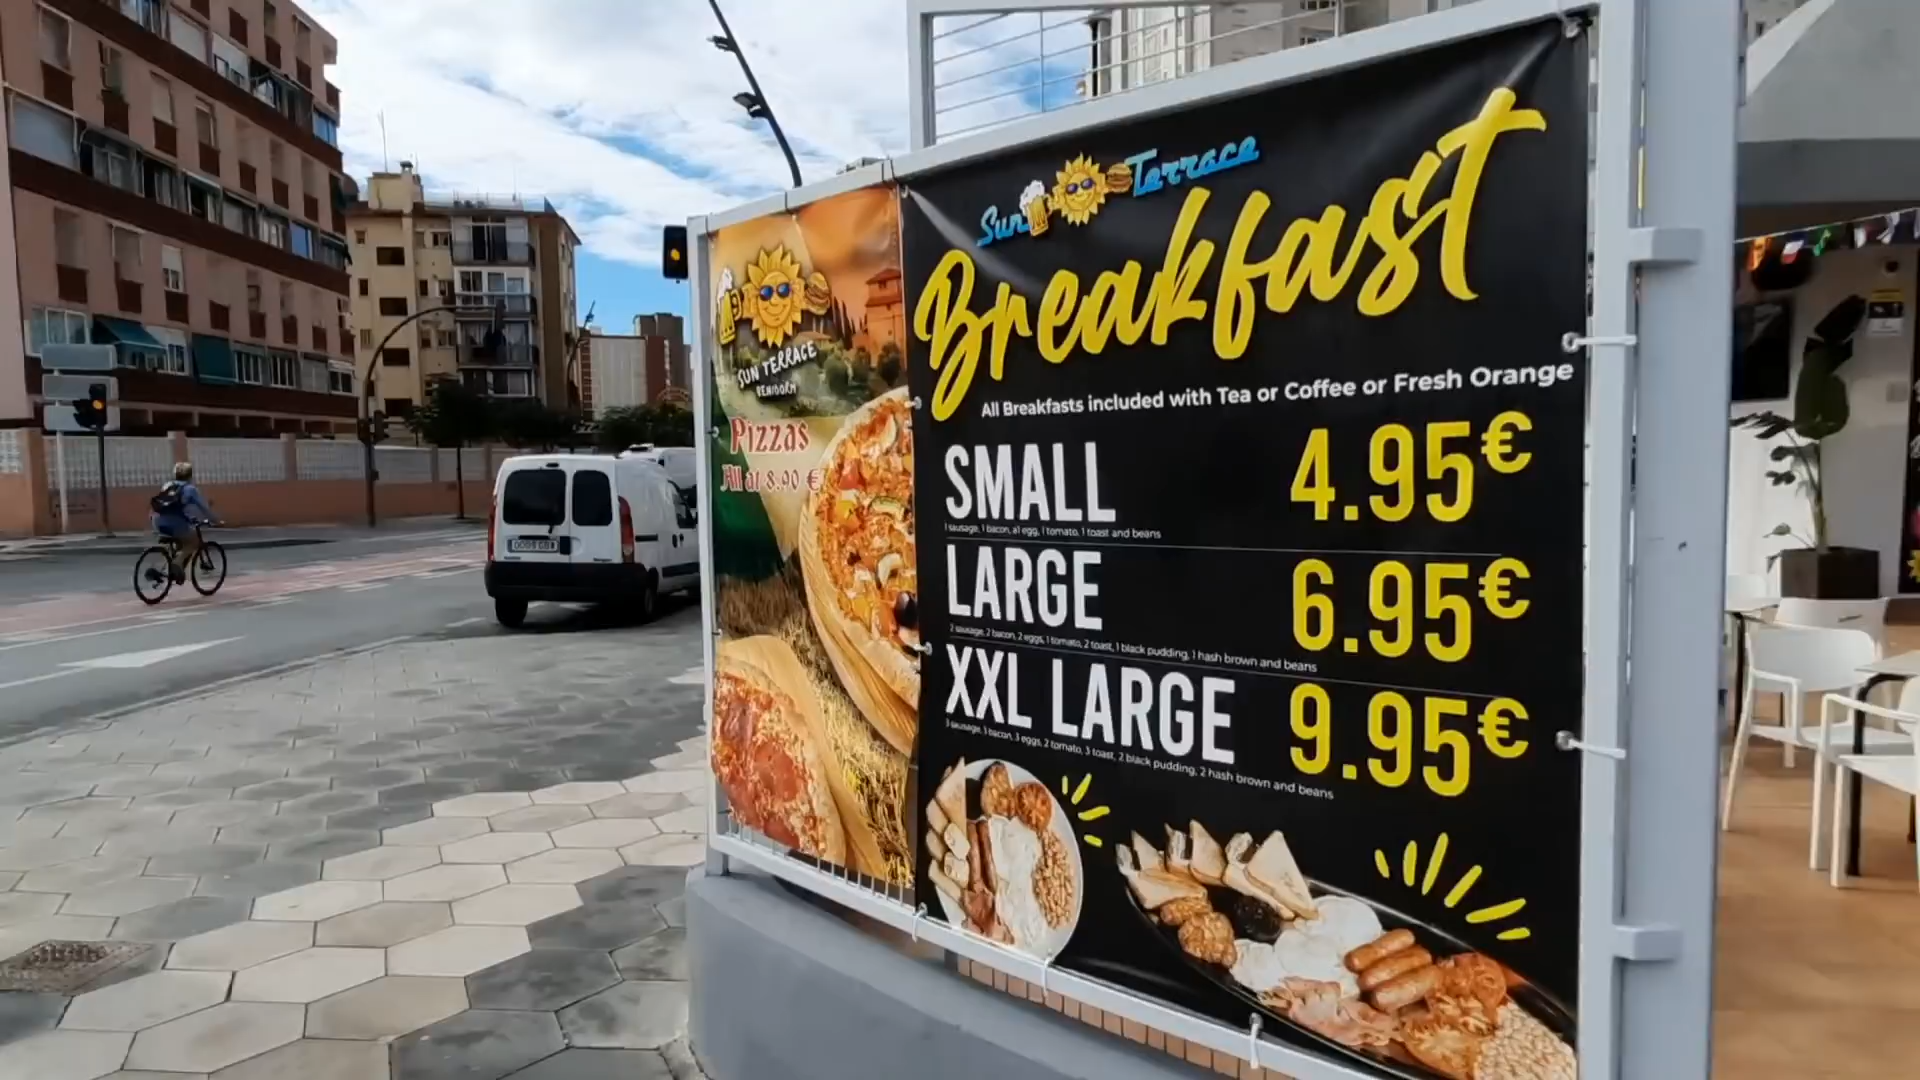 SUN TERRACE
BENIDORM
Pizzas
All at 8.90 €
Sun Terrace
Breakfast
All Breakfasts included with Tea or Coffee or Fresh Orange
SMALL 4.95€
1 sausage, 1 bacon, a1 egg, 1 tomato, 1 toast and beans
LARGE 6.95€
2 sausage, 2 bacon, 2 eggs, 1 tomato, 2 toast, 1 black pudding, 1 hash brown and beans
XXL LARGE 9.95€
3 sausage, 3 bacon, 3 eggs, 2 tomato, 3 toast, 2 black pudding, 2 hash brown and beans